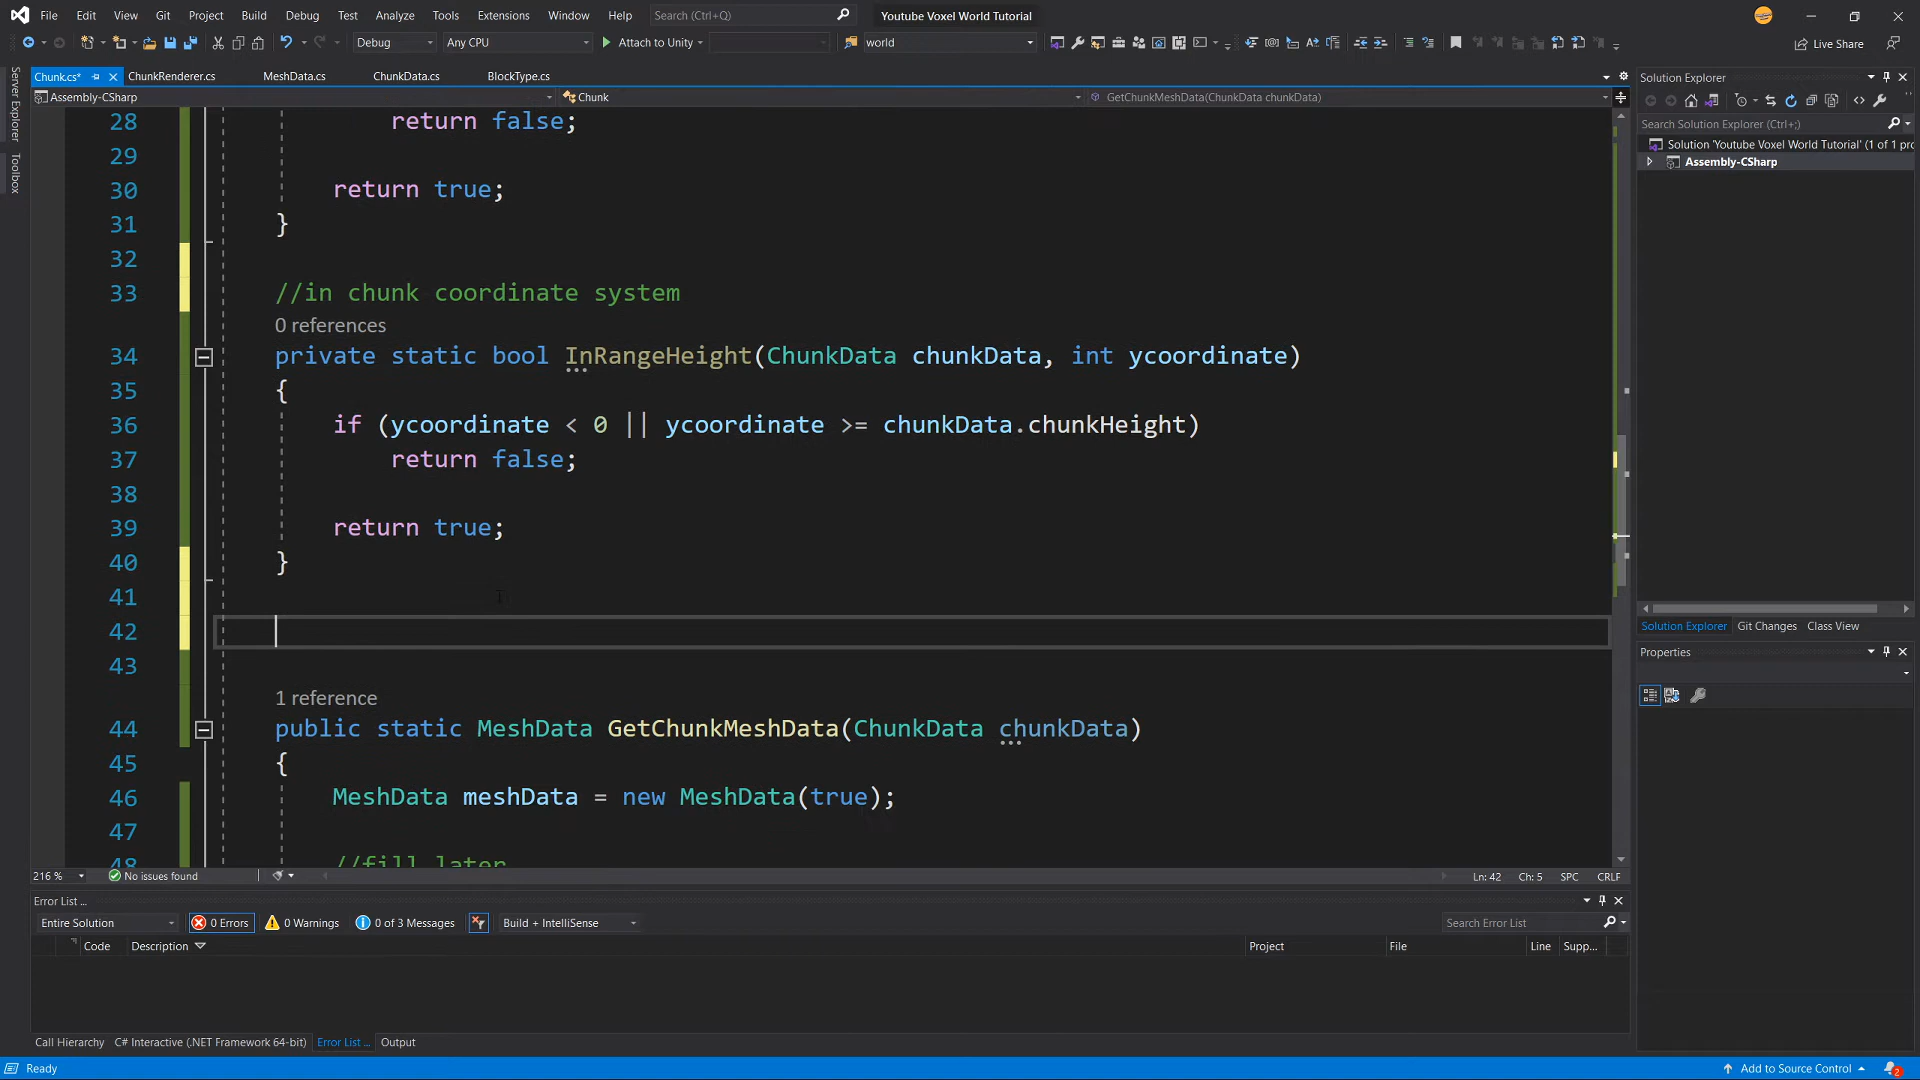 File Edit View Git Project Build Debug Test Analyze Tools Extensions Window Help Search (Ctrl+Q) Youtube Voxel World Tutorial
Debug Any CPU Attach to Unity world Live Share
Chunk.cs* ChunkRenderer.cs MeshData.cs ChunkData.cs BlockType.cs
Assembly-CSharp Chunk GetChunkMeshData(ChunkData chunkData)
Server Explorer
Toolbox
28 return false;
29
30 return true;
31 }
32
33 //in chunk coordinate system
0 references
34 private static bool InRangeHeight(ChunkData chunkData, int ycoordinate)
35 {
36 if (ycoordinate < 0 || ycoordinate >= chunkData.chunkHeight)
37 return false;
38
39 return true;
40 }
41
42
43
1 reference
44 public static MeshData GetChunkMeshData(ChunkData chunkData)
45 {
46 MeshData meshData = new MeshData(true);
47
48 //fill later
216 % No issues found Ln: 42 Ch: 5 SPC CRLF
Error List ...
Entire Solution 0 Errors 0 Warnings 0 of 3 Messages Build + IntelliSense Search Error List
Code Description Project File Line Supp...
Call Hierarchy C# Interactive (.NET Framework 64-bit) Error List ... Output
Solution Explorer
Search Solution Explorer (Ctrl+;)
Solution 'Youtube Voxel World Tutorial' (1 of 1 pro
Assembly-CSharp
Solution Explorer Git Changes Class View
Properties
Ready Add to Source Control 2